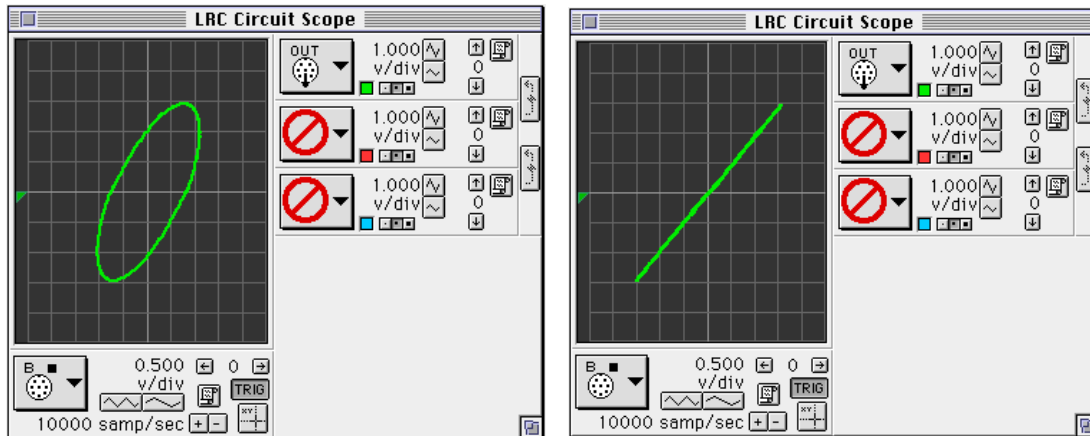 LRC Circuit Scope
OUT
1.000
v/div
0
1.000
v/div
0
1.000
v/div
0
B
0.500
v/div
0
TRIG
XY
10000 samp/sec
+ -
LRC Circuit Scope
OUT
1.000
v/div
0
1.000
v/div
0
1.000
v/div
0
B
0.500
v/div
0
TRIG
XY
10000 samp/sec
+ -